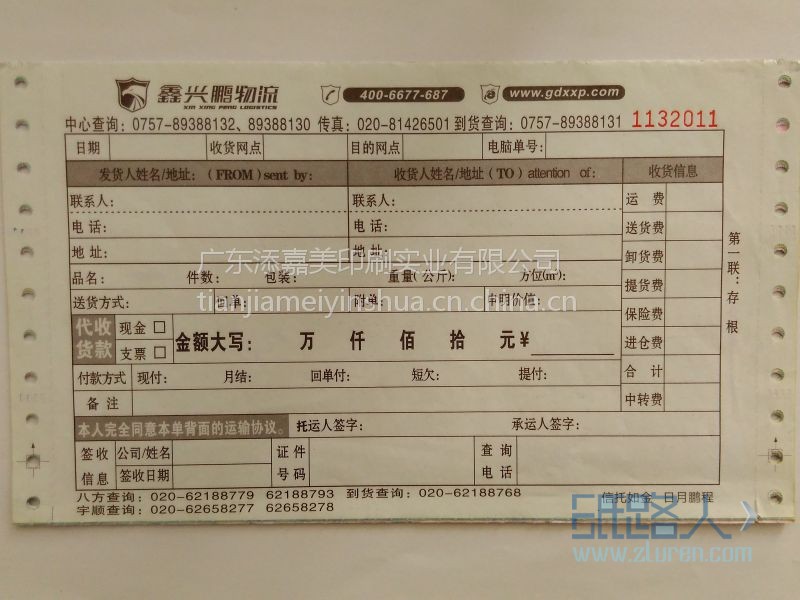 鑫兴鹏物流 400-6677-687 www.gdxxp.com
XIN XING PENG LOGISTICS
中心查询：0757-89388132、89388130 传真：020-81426501 到货查询：0757-89388131 1132011
日期 收货网点 目的网点 电脑单号：
发货人姓名/地址：（FROM）sent by: 收货人姓名/地址（TO）attention of: 收货信息
联系人： 联系人： 运 费
电 话： 电 话： 送货费
地 址： 地 址： 卸货费
广东添嘉美印刷实业有限公司
品名： 件数： 包装： 重量（公斤）： 方位(m³)： 提货费
送货方式： 回单： 附单： 申明价值： 保险费
tianjiameiyinshua.cn.china.cn
代收货款 现金 □ 支票 □ 金额大写： 万 仟 佰 拾 元 ¥ 进仓费
付款方式 现付： 月结： 回单付： 短欠： 提付： 合 计
备 注 中转费
第一联：存 根
本人完全同意本单背面的运输协议。 托运人签字： 承运人签字：
签收 公司/姓名 证件 查 询
信息 签收日期 号码 电 话
八方查询：020-62188779 62188793 到货查询：020-62188768 信托如金 日月鹏程
宇顺查询：020-62658277 62658278
纸路人
www.zluren.com